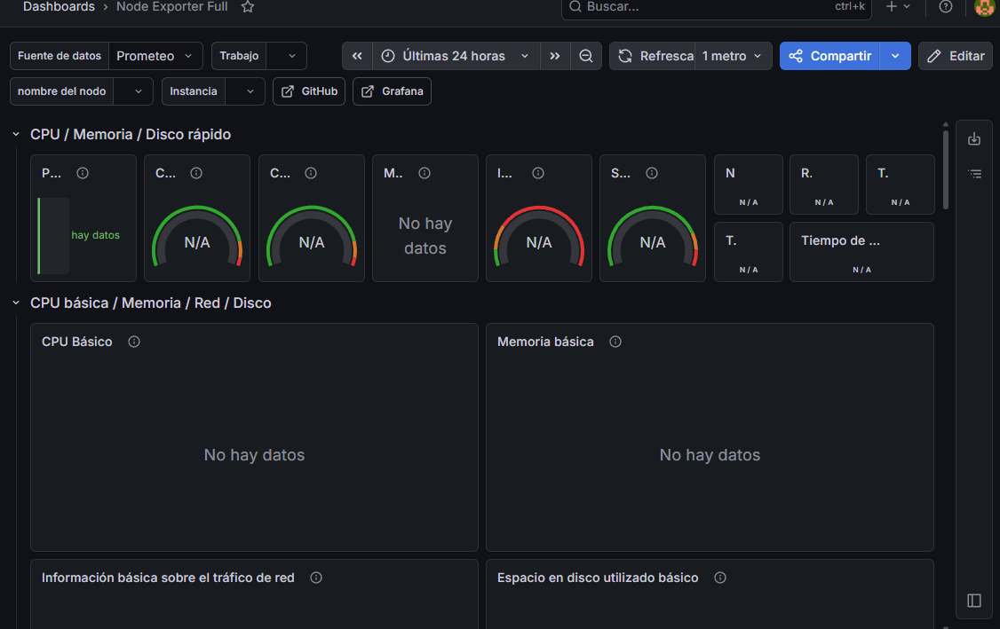 Dashboards › Node Exporter Full
Buscar... ctrl+k
Fuente de datos Prometeo Trabajo Últimas 24 horas Refresca 1 metro Compartir Editar
nombre del nodo Instancia GitHub Grafana
CPU / Memoria / Disco rápido
P... C... C... M.. I... S... N R. T.
hay datos
N/A
N/A
No hay
datos
N/A
N/A
N/A N/A N/A
T. Tiempo de ...
N/A N/A
CPU básica / Memoria / Red / Disco
CPU Básico
No hay datos
Memoria básica
No hay datos
Información básica sobre el tráfico de red
Espacio en disco utilizado básico